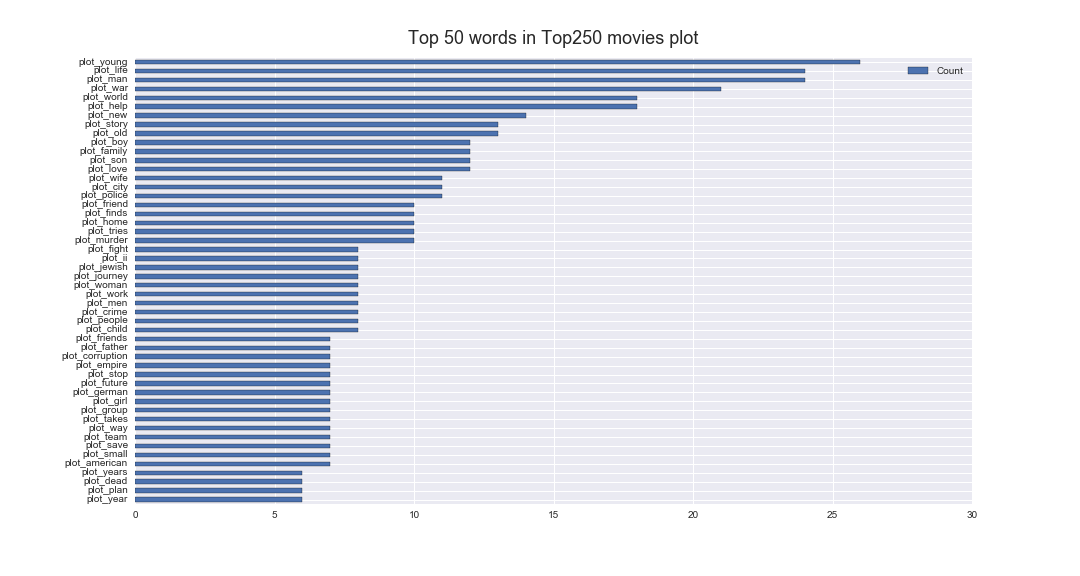 Top 50 words in Top250 movies plot
Count
plot_young
plot_life
plot_man
plot_war
plot_world
plot_help
plot_new
plot_story
plot_old
plot_boy
plot_family
plot_son
plot_love
plot_wife
plot_city
plot_police
plot_friend
plot_finds
plot_home
plot_tries
plot_murder
plot_fight
plot_ii
plot_jewish
plot_journey
plot_woman
plot_work
plot_men
plot_crime
plot_people
plot_child
plot_friends
plot_father
plot_corruption
plot_empire
plot_stop
plot_future
plot_german
plot_girl
plot_group
plot_takes
plot_way
plot_team
plot_save
plot_small
plot_american
plot_years
plot_dead
plot_plan
plot_year
0 5 10 15 20 25 30